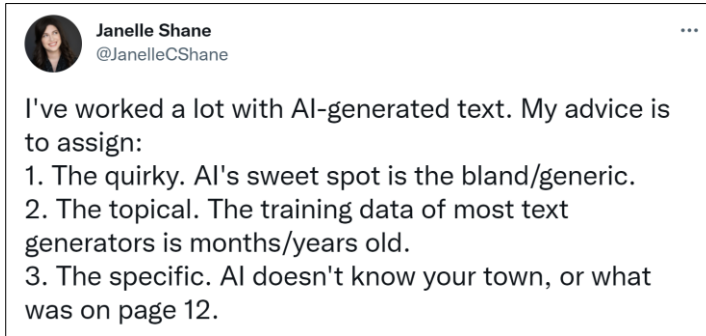 Janelle Shane
@JanelleCShane
I've worked a lot with AI-generated text. My advice is
to assign:
1. The quirky. AI's sweet spot is the bland/generic.
2. The topical. The training data of most text
generators is months/years old.
3. The specific. AI doesn't know your town, or what
was on page 12.